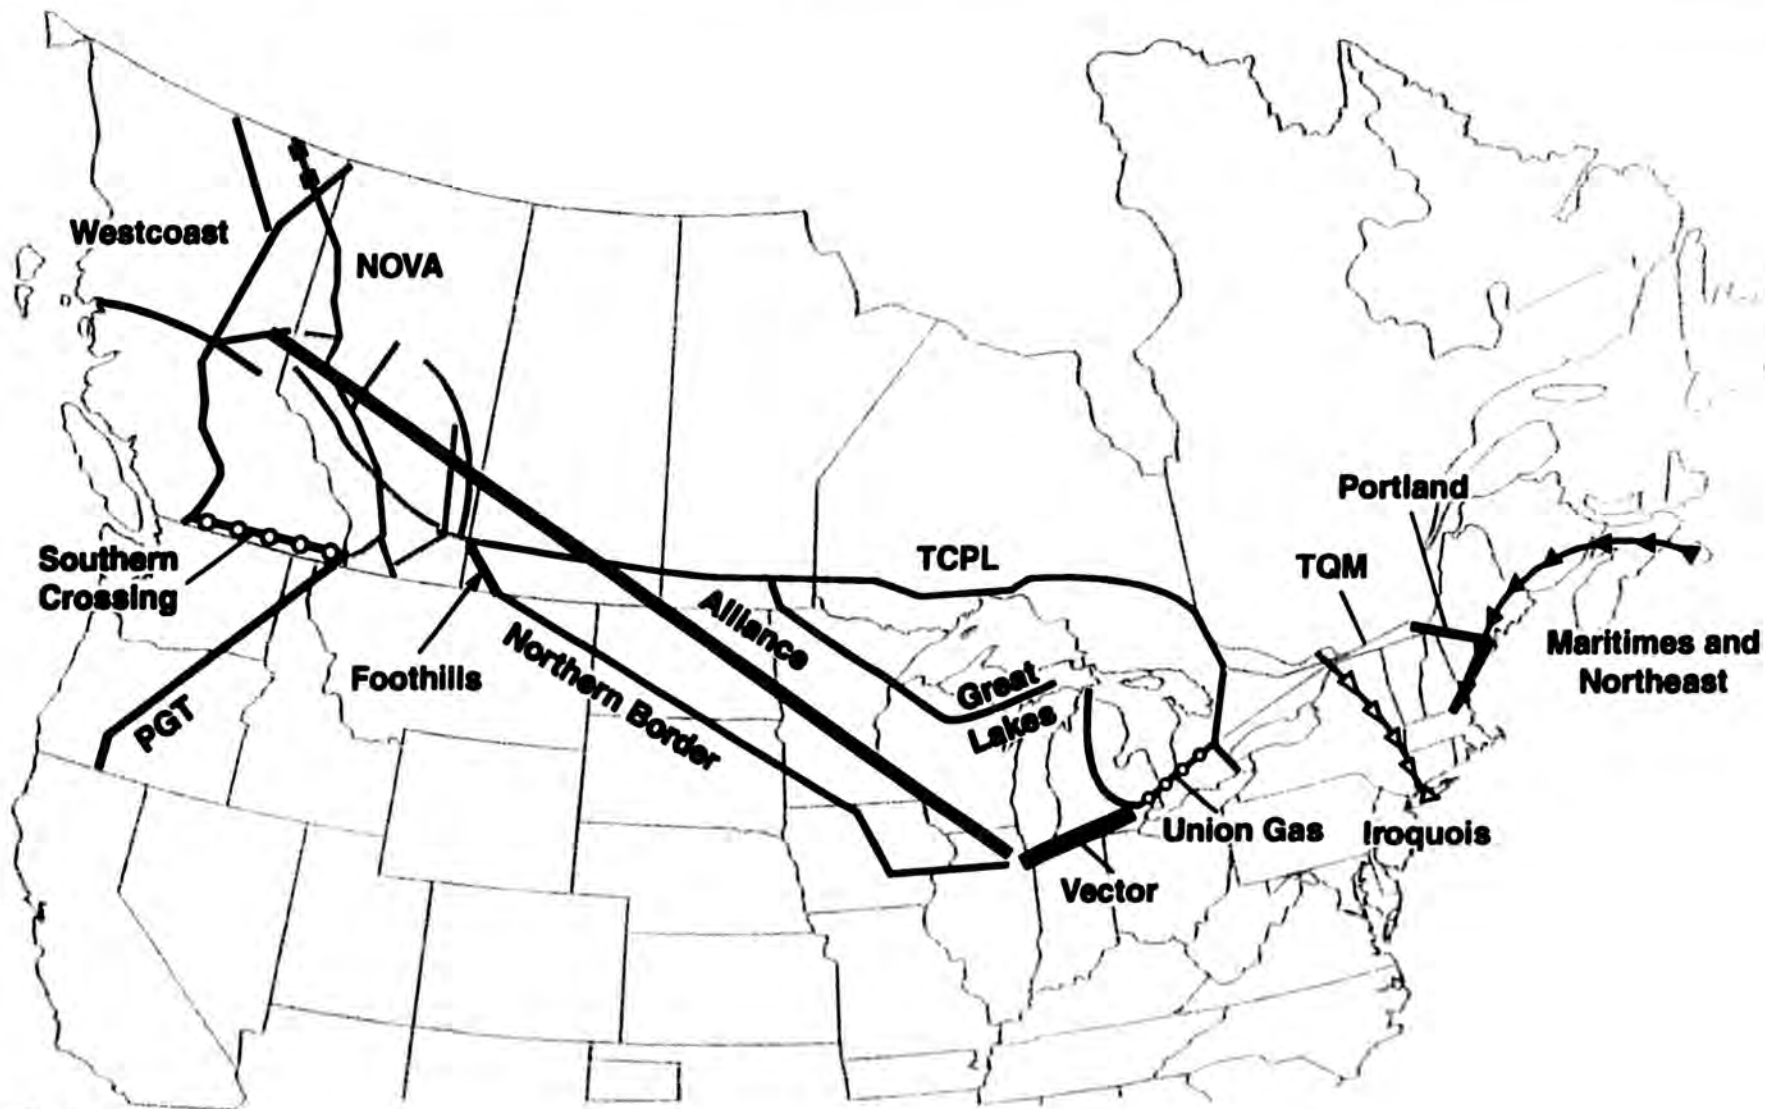 Westcoast
NOVA
Portland
TCPL
TQM
Southern
Crossing
Alliance
Northern Border
Foothills
Great
Lakes
Maritimes and
Northeast
PGT
Union Gas
Iroquois
Vector